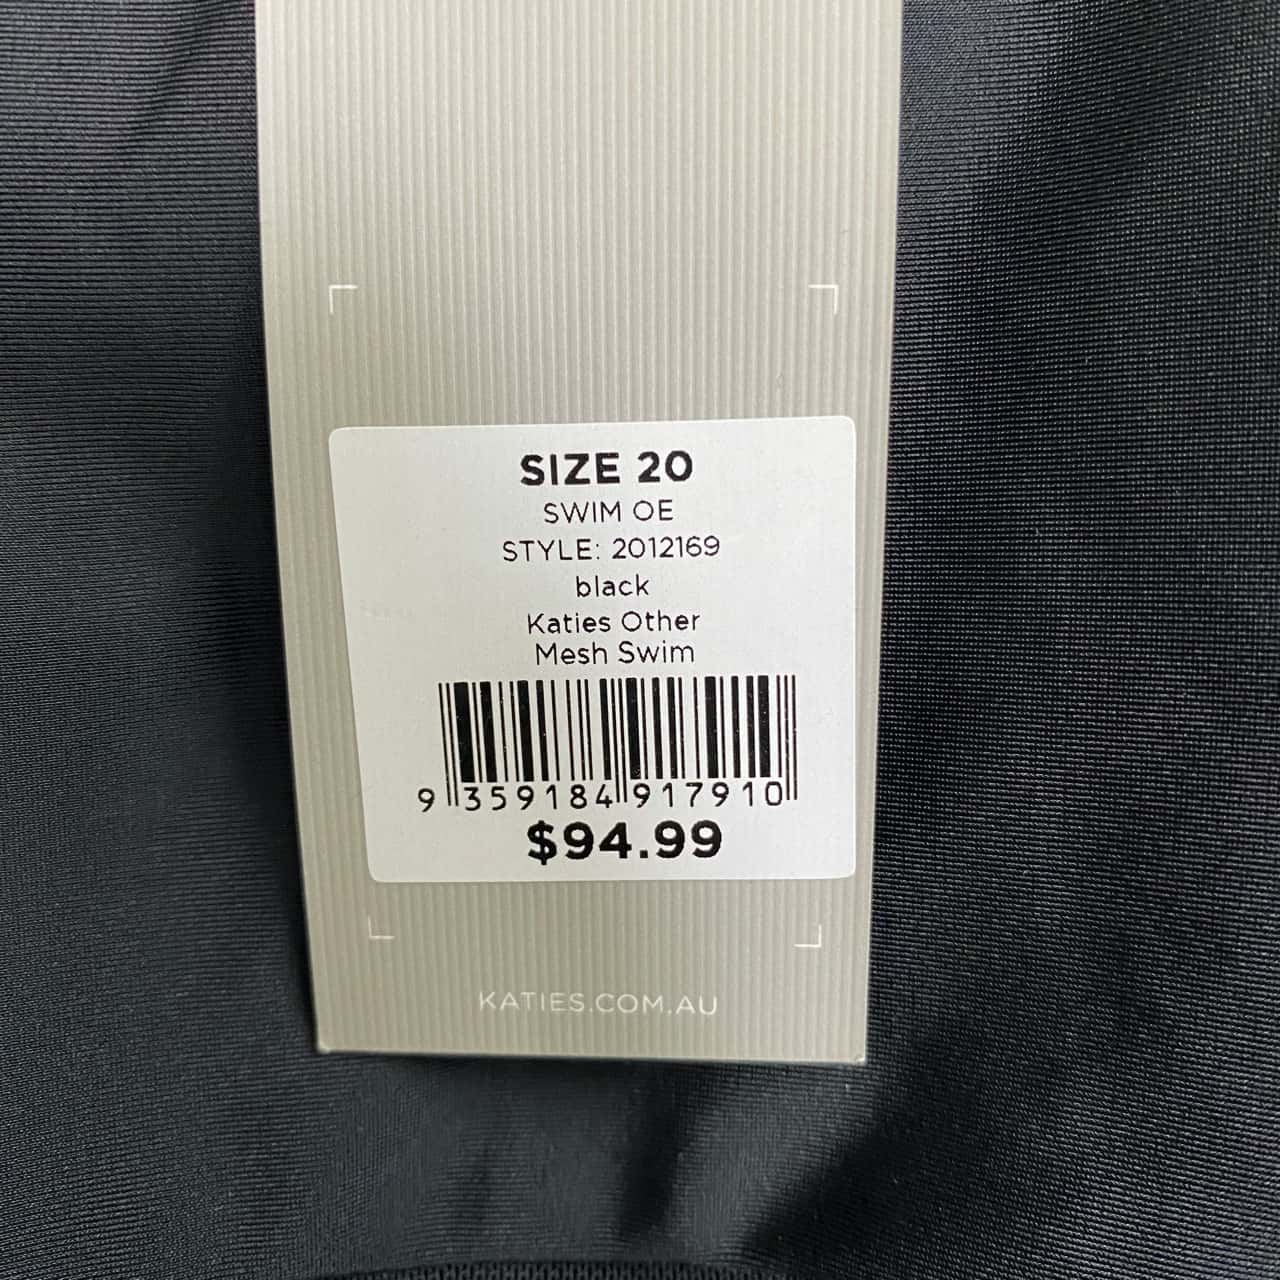 SIZE 20
SWIM OE
STYLE: 2012169
black
Katies Other
Mesh Swim
9 359184 917910
$94.99
KATIES.COM.AU